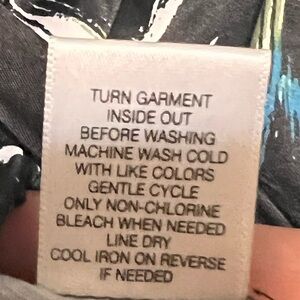 TURN GARMENT
INSIDE OUT
BEFORE WASHING
MACHINE WASH COLD
WITH LIKE COLORS
GENTLE CYCLE
ONLY NON-CHLORINE
BLEACH WHEN NEEDED
LINE DRY
COOL IRON ON REVERSE
IF NEEDED